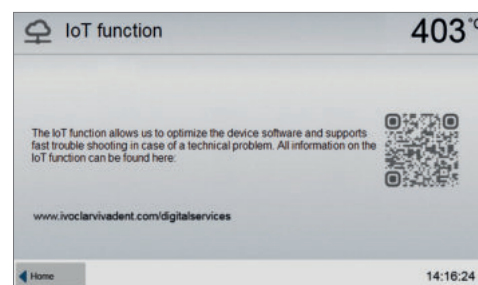 IoT function
403°C
The IoT function allows us to optimize the device software and supports
fast trouble shooting in case of a technical problem. All information on the
IoT function can be found here:
www.ivoclarvivadent.com/digitalservices
Home
14:16:24